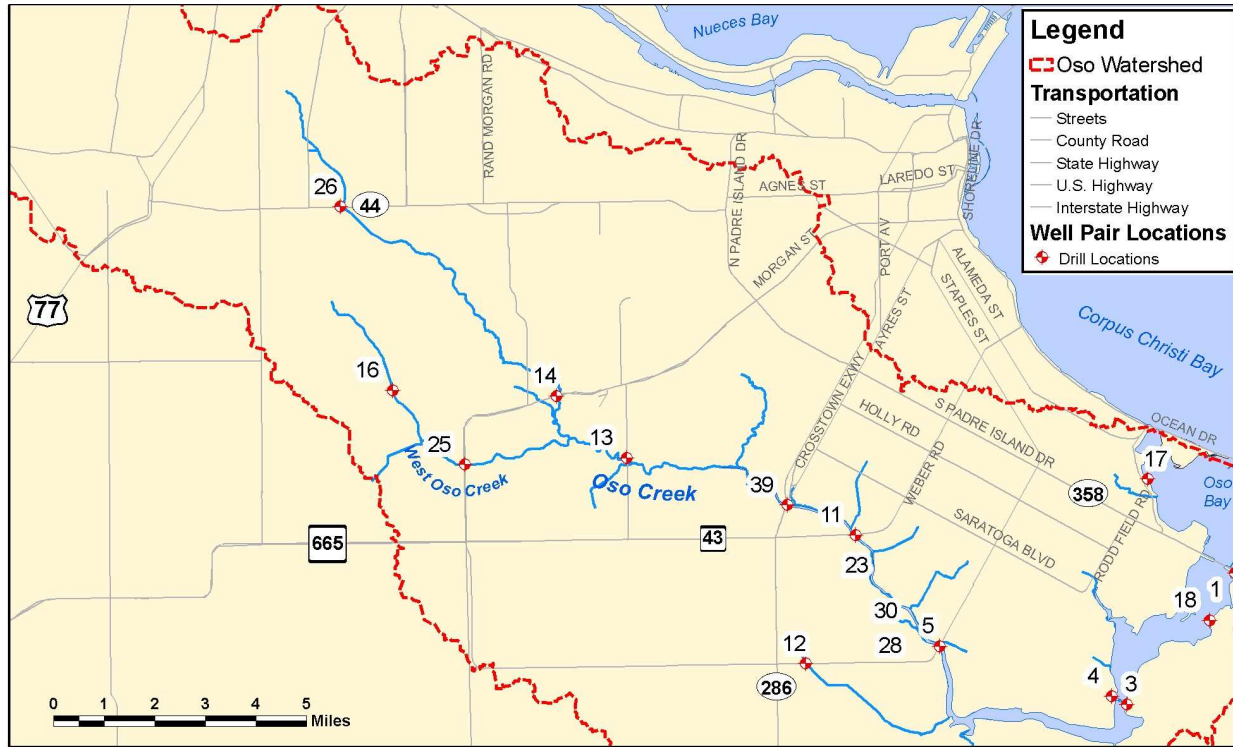 Nueces Bay
Legend
Oso Watershed
Transportation
Streets
County Road
State Highway
U.S. Highway
Interstate Highway
Well Pair Locations
Drill Locations
RAND MORGAN RD
N PADRE ISLAND DR
AGNES ST
LAREDO ST
SHORELINE DR
MORGAN ST
PORT AV
AYRES ST
ALAMEDA ST
STAPLES ST
Corpus Christi Bay
26
44
77
16
14
25
West Oso Creek
13
Oso Creek
CROSSTOWN EXWY
S PADRE ISLAND DR
HOLLY RD
WEBER RD
OCEAN DR
17
Oso
Bay
358
RODD FIELD RD
SARATOGA BLVD
39
11
665
43
23
30
28
5
12
286
18
1
4
3
0 1 2 3 4 5
Miles